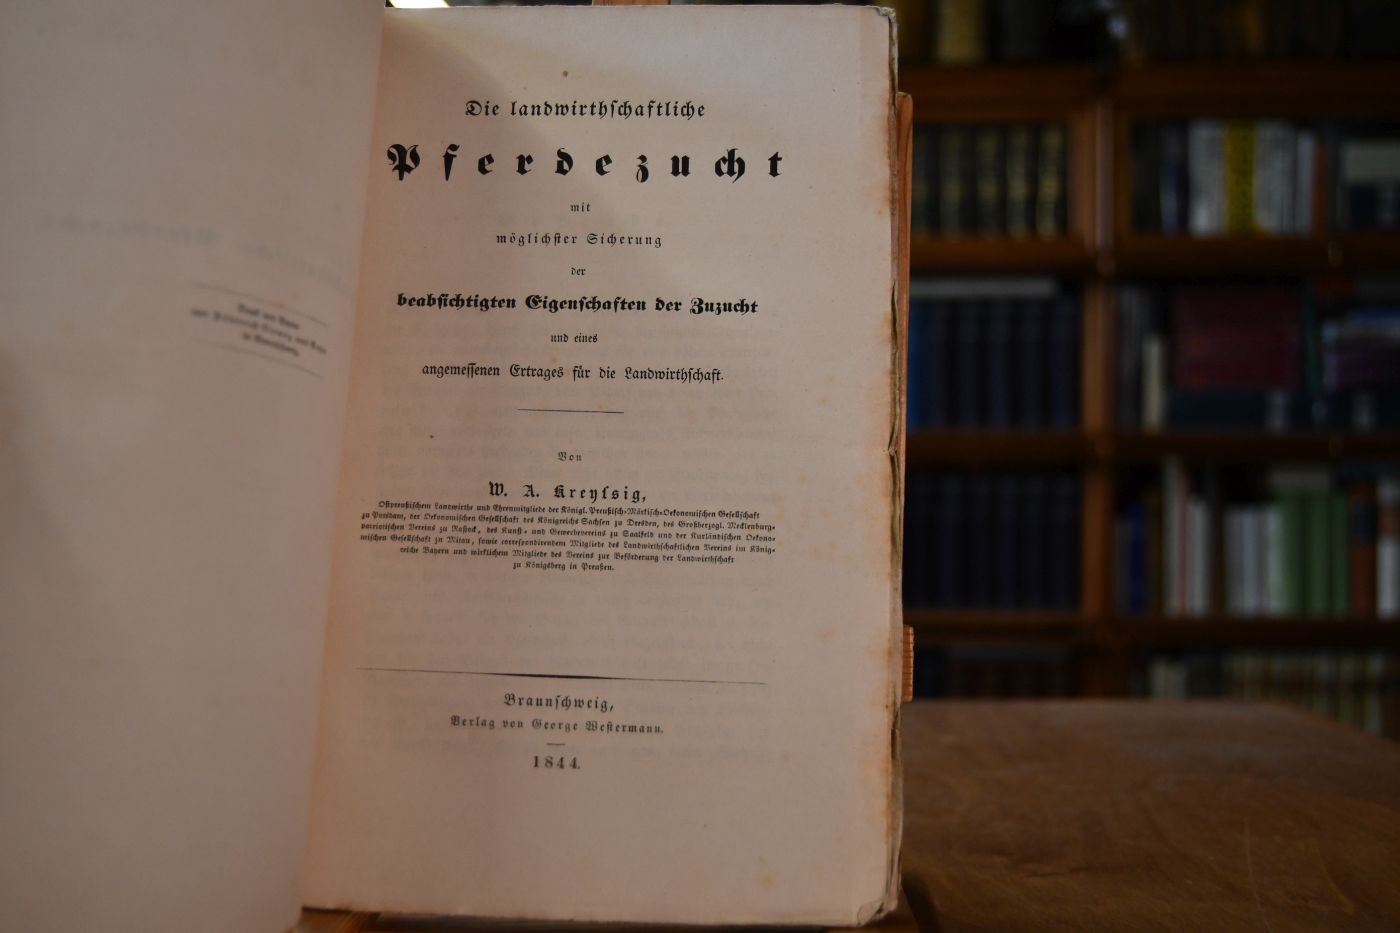 Die landwirthſchaftliche
Pferdezucht
mit
möglichſter Sicherung
der
beabſichtigten Eigenſchaften der Zuzucht
und eines
angemeſſenen Ertrages für die Landwirthſchaft.
Von
W. A. Kreyſsig,
Oſtpreußiſchem Landwirthe und Ehrenmitgliede der Königl. Preußiſch-Märkiſch-Oekonomiſchen Geſellſchaft
zu Potsdam, der Oekonomiſchen Geſellſchaft des Königreichs Sachſen zu Dresden, des Großherzogl. Mecklenburg-
patriotiſchen Vereins zu Roſtock, des Kunſt- und Gewerbevereins zu Saalfeld und der Kurländiſchen Oekono-
miſchen Geſellſchaft zu Mitau, ſowie correſpondirendem Mitgliede des Landwirthſchaftlichen Vereins im König-
reiche Bayern und wirklichem Mitgliede des Vereins zur Beförderung der Landwirthſchaft
zu Königsberg in Preußen.
Braunſchweig,
Verlag von George Weſtermann.
1844.